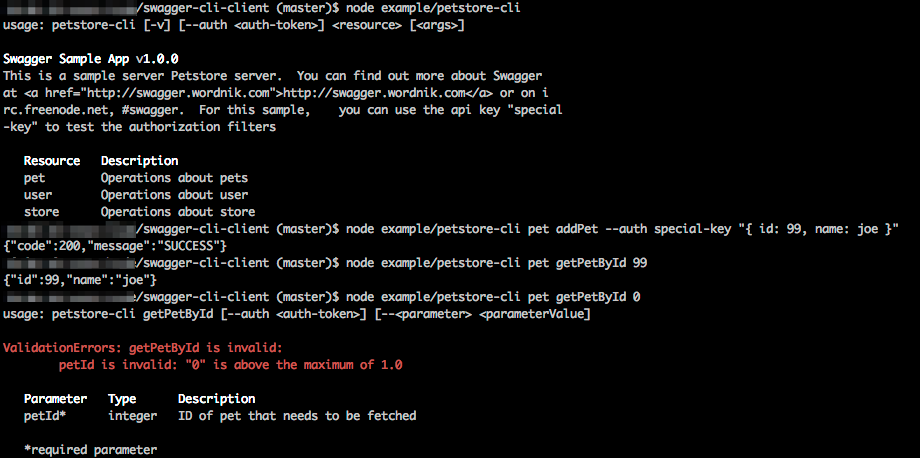 /swagger-cli-client (master)$ node example/petstore-cli
usage: petstore-cli [-v] [--auth <auth-token>] <resource> [<args>]
Swagger Sample App v1.0.0
This is a sample server Petstore server.  You can find out more about Swagger
at <a href="http://swagger.wordnik.com">http://swagger.wordnik.com</a> or on i
rc.freenode.net, #swagger.  For this sample,    you can use the api key "special
-key" to test the authorization filters
Resource   Description
pet        Operations about pets
user       Operations about user
store      Operations about store
/swagger-cli-client (master)$ node example/petstore-cli pet addPet --auth special-key "{ id: 99, name: joe }"
{"code":200,"message":"SUCCESS"}
/swagger-cli-client (master)$ node example/petstore-cli pet getPetById 99
{"id":99,"name":"joe"}
/swagger-cli-client (master)$ node example/petstore-cli pet getPetById 0
usage: petstore-cli getPetById [--auth <auth-token>] [--<parameter> <parameterValue]
ValidationErrors: getPetById is invalid:
petId is invalid: "0" is above the maximum of 1.0
Parameter   Type      Description
petId*      integer   ID of pet that needs to be fetched
*required parameter